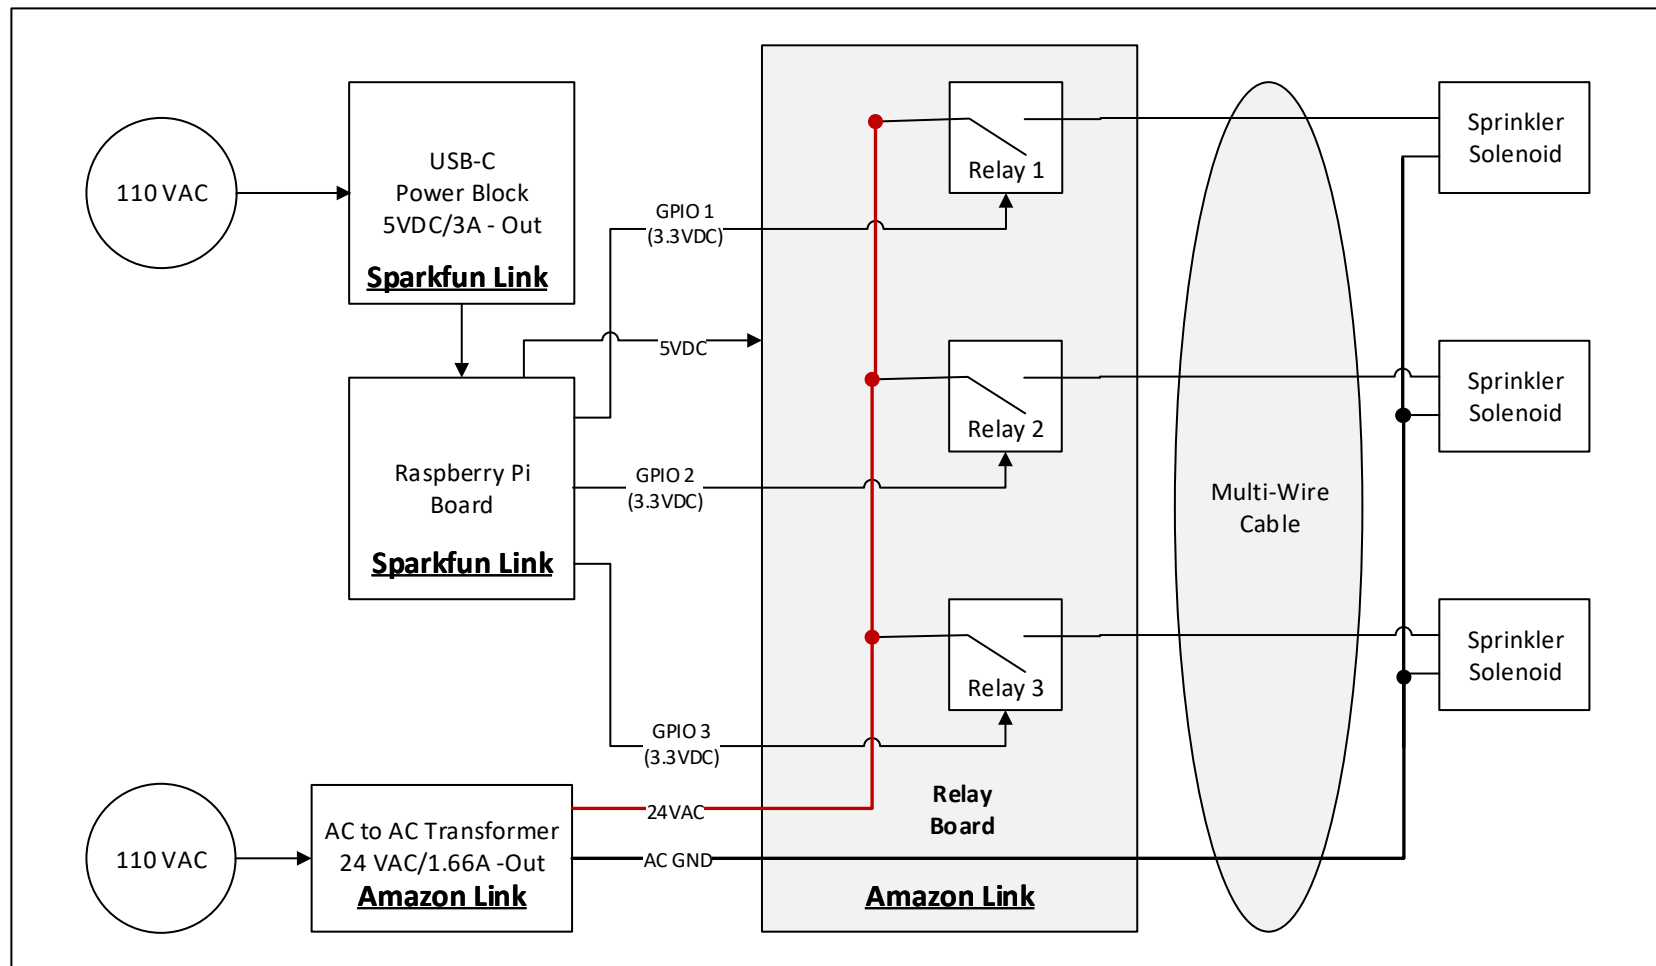 110 VAC
USB-C
Power Block
5VDC/3A - Out
Sparkfun Link
Raspberry Pi
Board
Sparkfun Link
110 VAC
AC to AC Transformer
24 VAC/1.66A -Out
Amazon Link
GPIO 1
(3.3VDC)
5VDC
GPIO 2
(3.3VDC)
GPIO 3
(3.3VDC)
24VAC
AC GND
Relay 1
Relay 2
Relay 3
Relay
Board
Amazon Link
Multi-Wire
Cable
Sprinkler
Solenoid
Sprinkler
Solenoid
Sprinkler
Solenoid